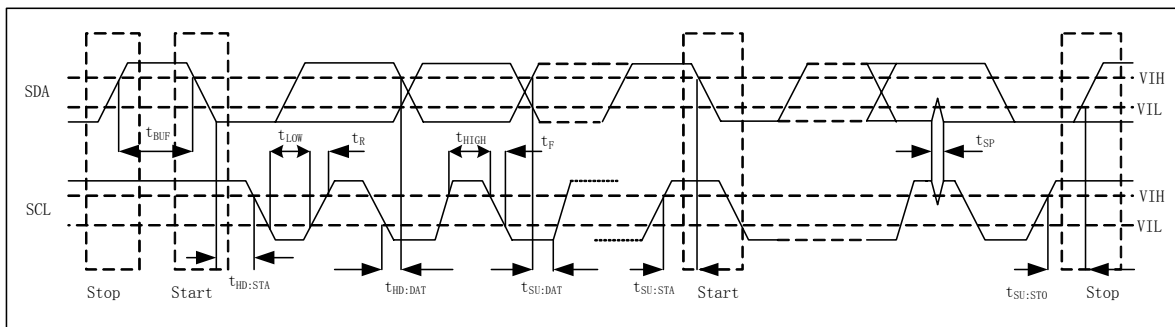 SDA
VIH
VIL
tBUF
tLOW
tR
tHIGH
tF
tSP
SCL
VIH
VIL
tHD:STA
tHD:DAT
tSU:DAT
tSU:STA
tSU:STO
Stop
Start
Start
Stop